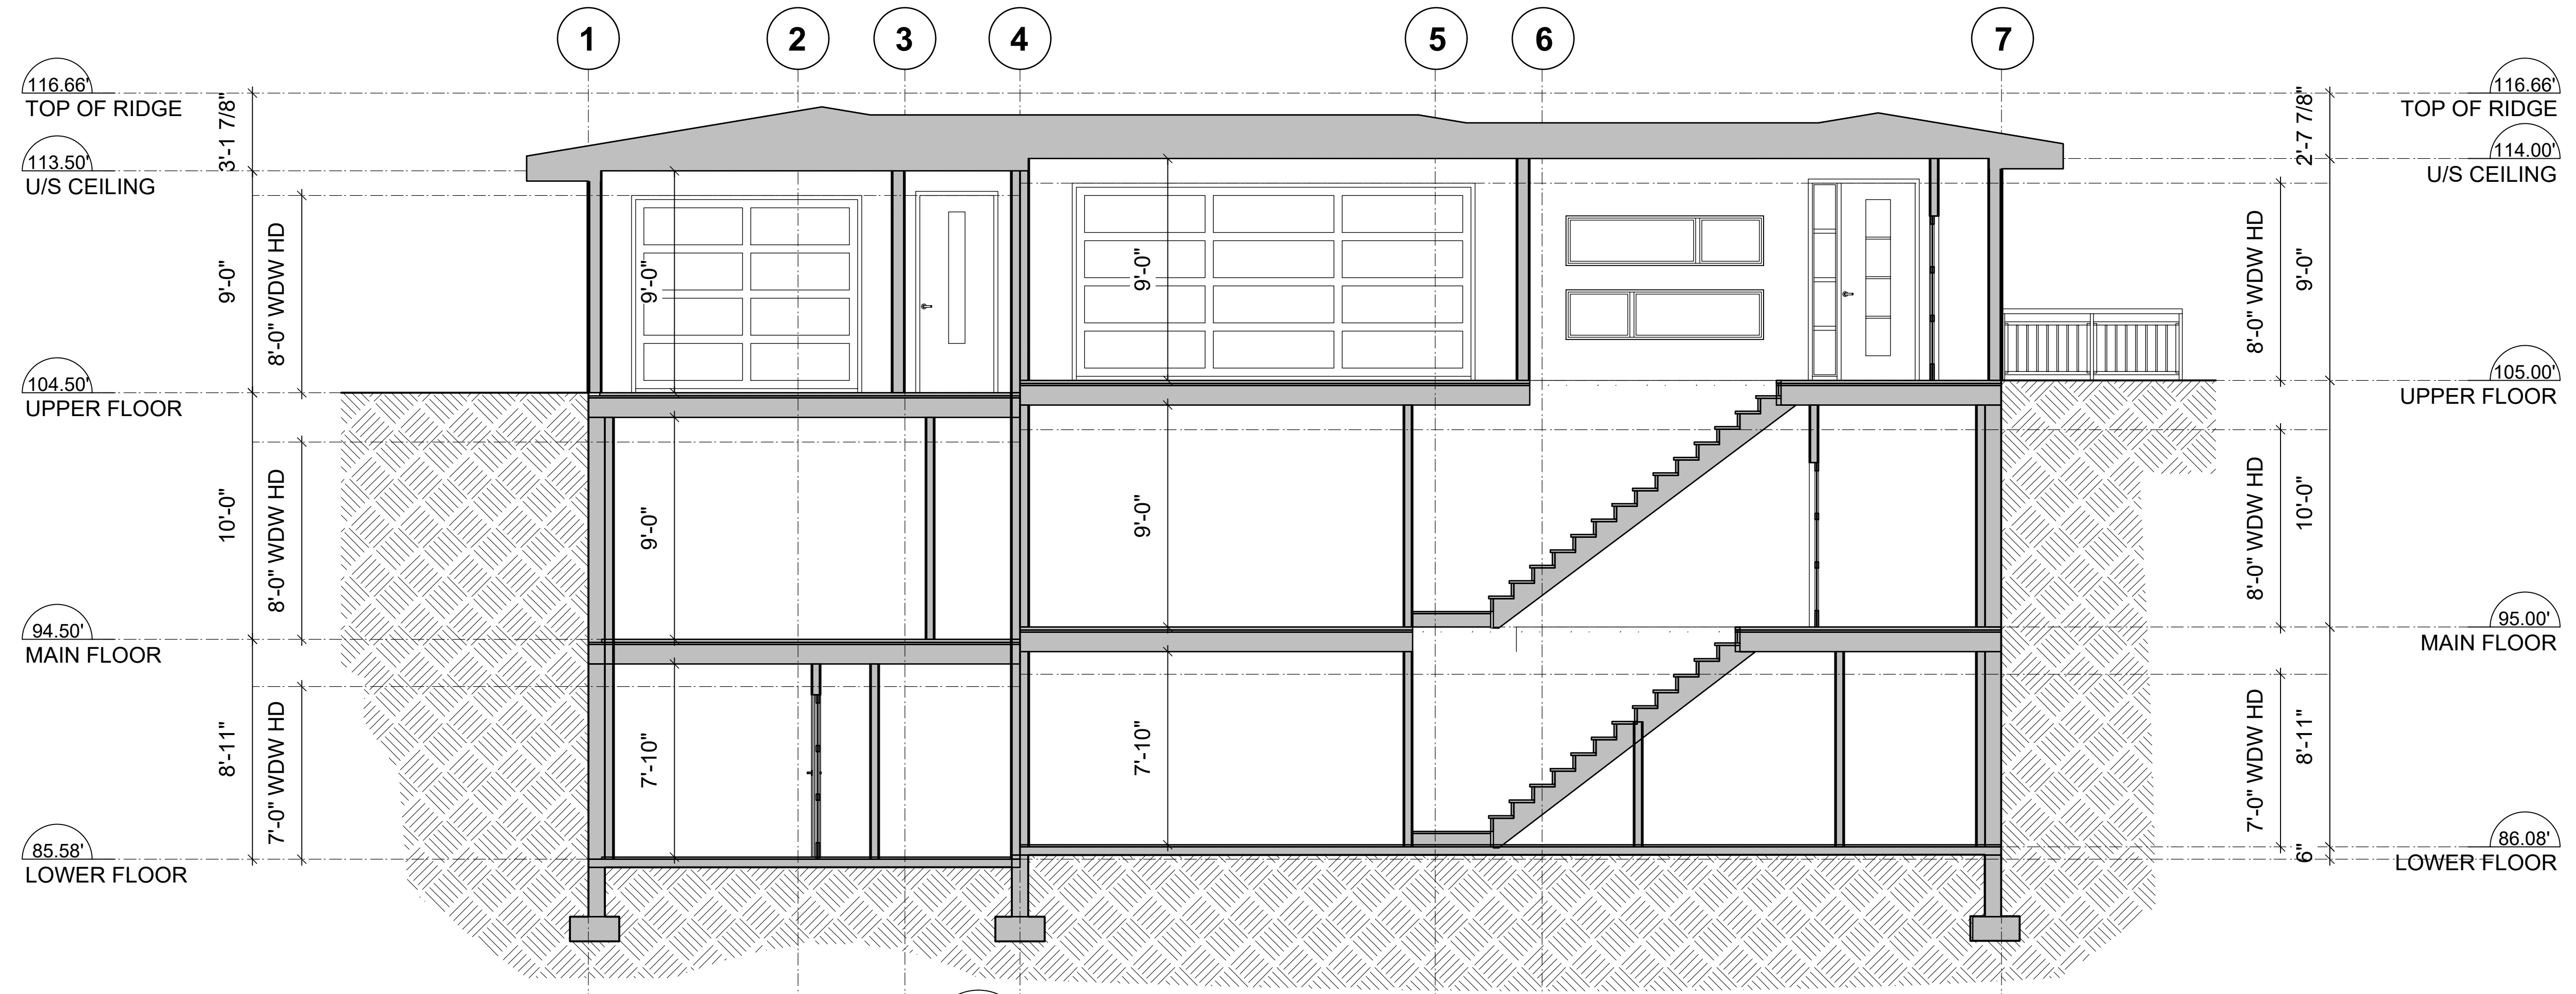 1 2 3 4 5 6 7
116.66'
TOP OF RIDGE
113.50'
U/S CEILING
104.50'
UPPER FLOOR
94.50'
MAIN FLOOR
85.58'
LOWER FLOOR
3'-1 7/8"
9'-0"
10'-0"
8'-11"
8'-0" WDW HD
8'-0" WDW HD
7'-0" WDW HD
9'-0"
9'-0"
7'-10"
9'-0"
9'-0"
7'-10"
8'-0" WDW HD
8'-0" WDW HD
7'-0" WDW HD
2'-7 7/8"
9'-0"
10'-0"
8'-11"
6"
116.66'
TOP OF RIDGE
114.00'
U/S CEILING
105.00'
UPPER FLOOR
95.00'
MAIN FLOOR
86.08'
LOWER FLOOR